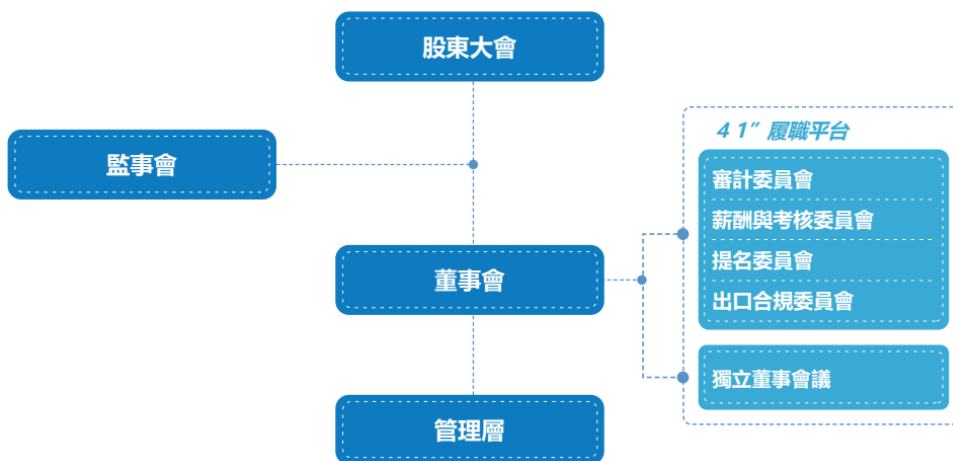 股東大會
監事會
董事會
管理層
4 1” 履職平台
審計委員會
薪酬與考核委員會
提名委員會
出口合規委員會
獨立董事會議